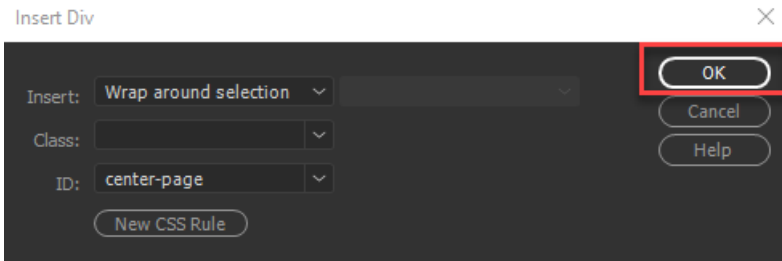 Insert Div
Insert: Wrap around selection
OK
Class:
Cancel
ID: center-page
Help
New CSS Rule